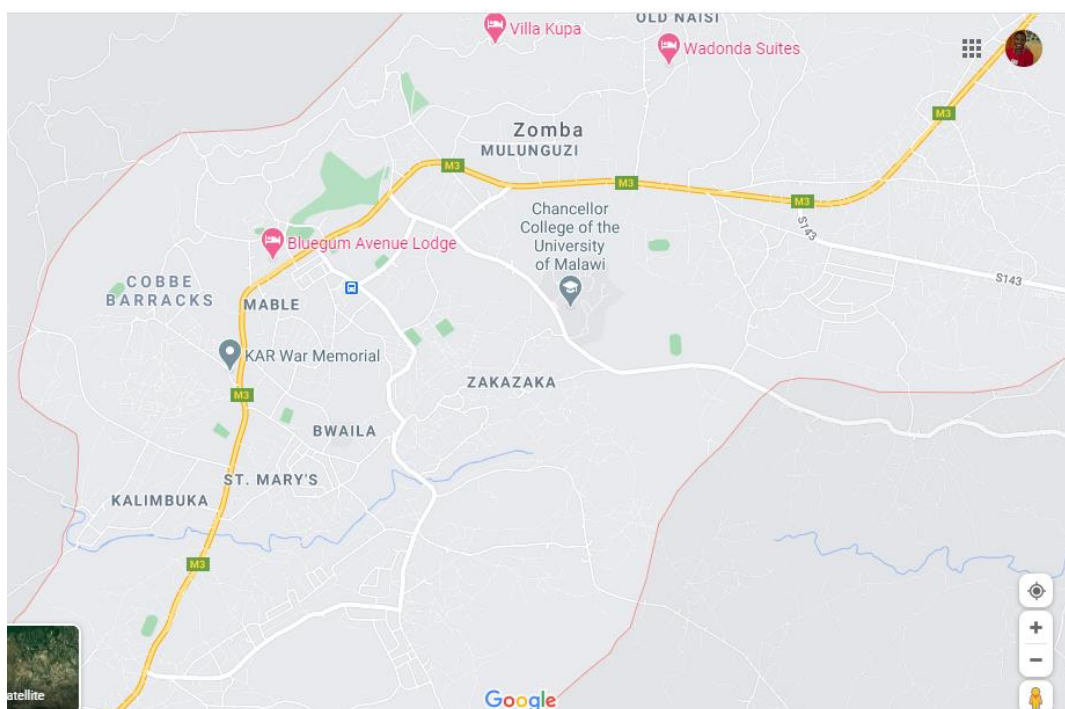 OLD NAISI
Villa Kupa
Wadonda Suites
M3
Zomba
MULUNGUZI
M3
M3
M3
Chancellor
College of the
University
of Malawi
S143
S143
Bluegum Avenue Lodge
COBBE
BARRACKS
MABLE
KAR War Memorial
ZAKAZAKA
M3
BWAILA
ST. MARY'S
KALIMBUKA
M3
atellite
Google